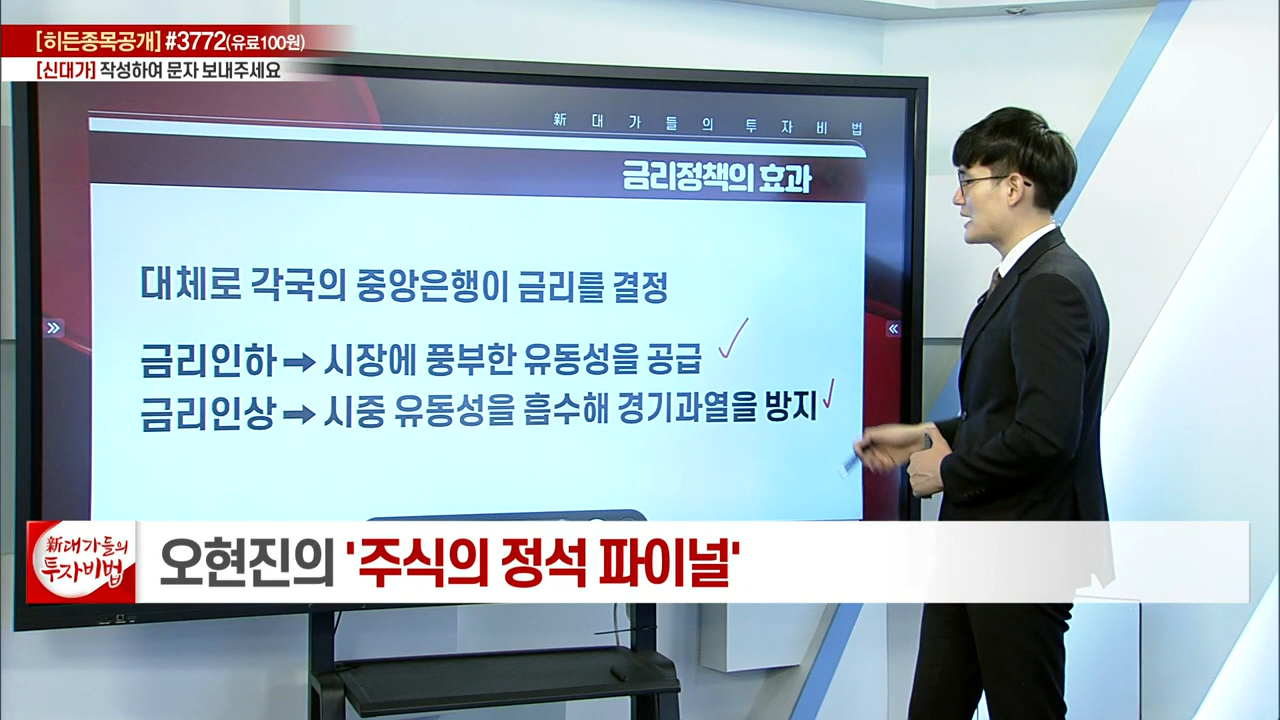 [히든종목공개] #3772(유료100원)
[신대가] 작성하여 문자 보내주세요
新 대 가 들 의 투 자 비 법
금리정책의 효과
대체로 각국의 중앙은행이 금리를 결정
금리인하 ➡ 시장에 풍부한 유동성을 공급
금리인상 ➡ 시중 유동성을 흡수해 경기과열을 방지
新대가들의
투자비법
오현진의 '주식의 정석 파이널'